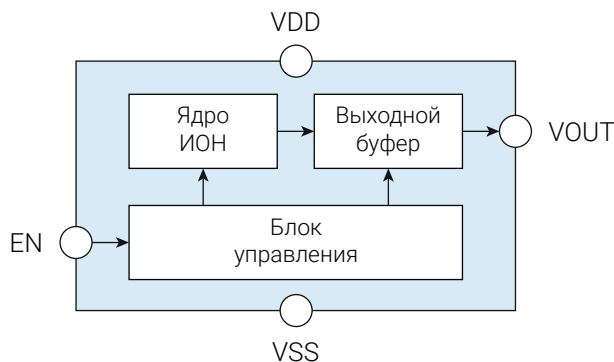 VDD
Ядро
ИОН
Выходной
буфер
VOUT
EN
Блок
управления
VSS